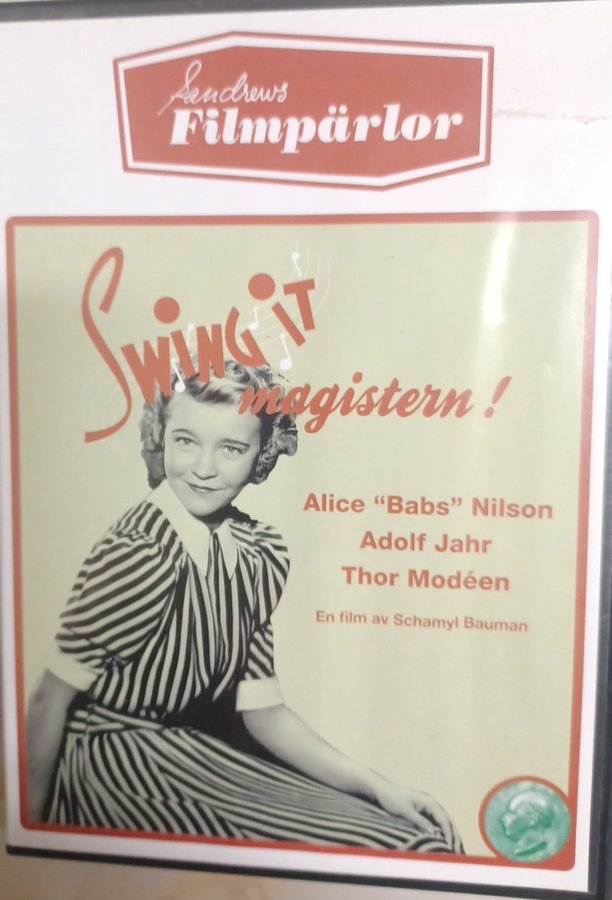 Sandrews
Filmpärlor
Swing it
magistern!
Alice "Babs" Nilson
Adolf Jahr
Thor Modéen
En film av Schamyl Bauman